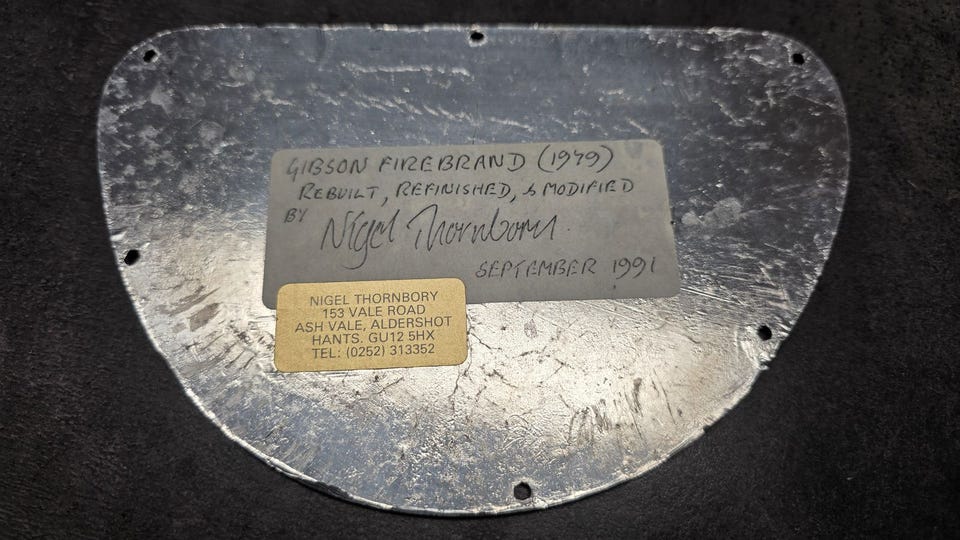 GIBSON FIREBRAND (1979)
REBUILT, REFINISHED, & MODIFIED
BY Nigel Thornbory.
SEPTEMBER 1991
NIGEL THORNBORY
153 VALE ROAD
ASH VALE, ALDERSHOT
HANTS. GU12 5HX
TEL: (0252) 313352